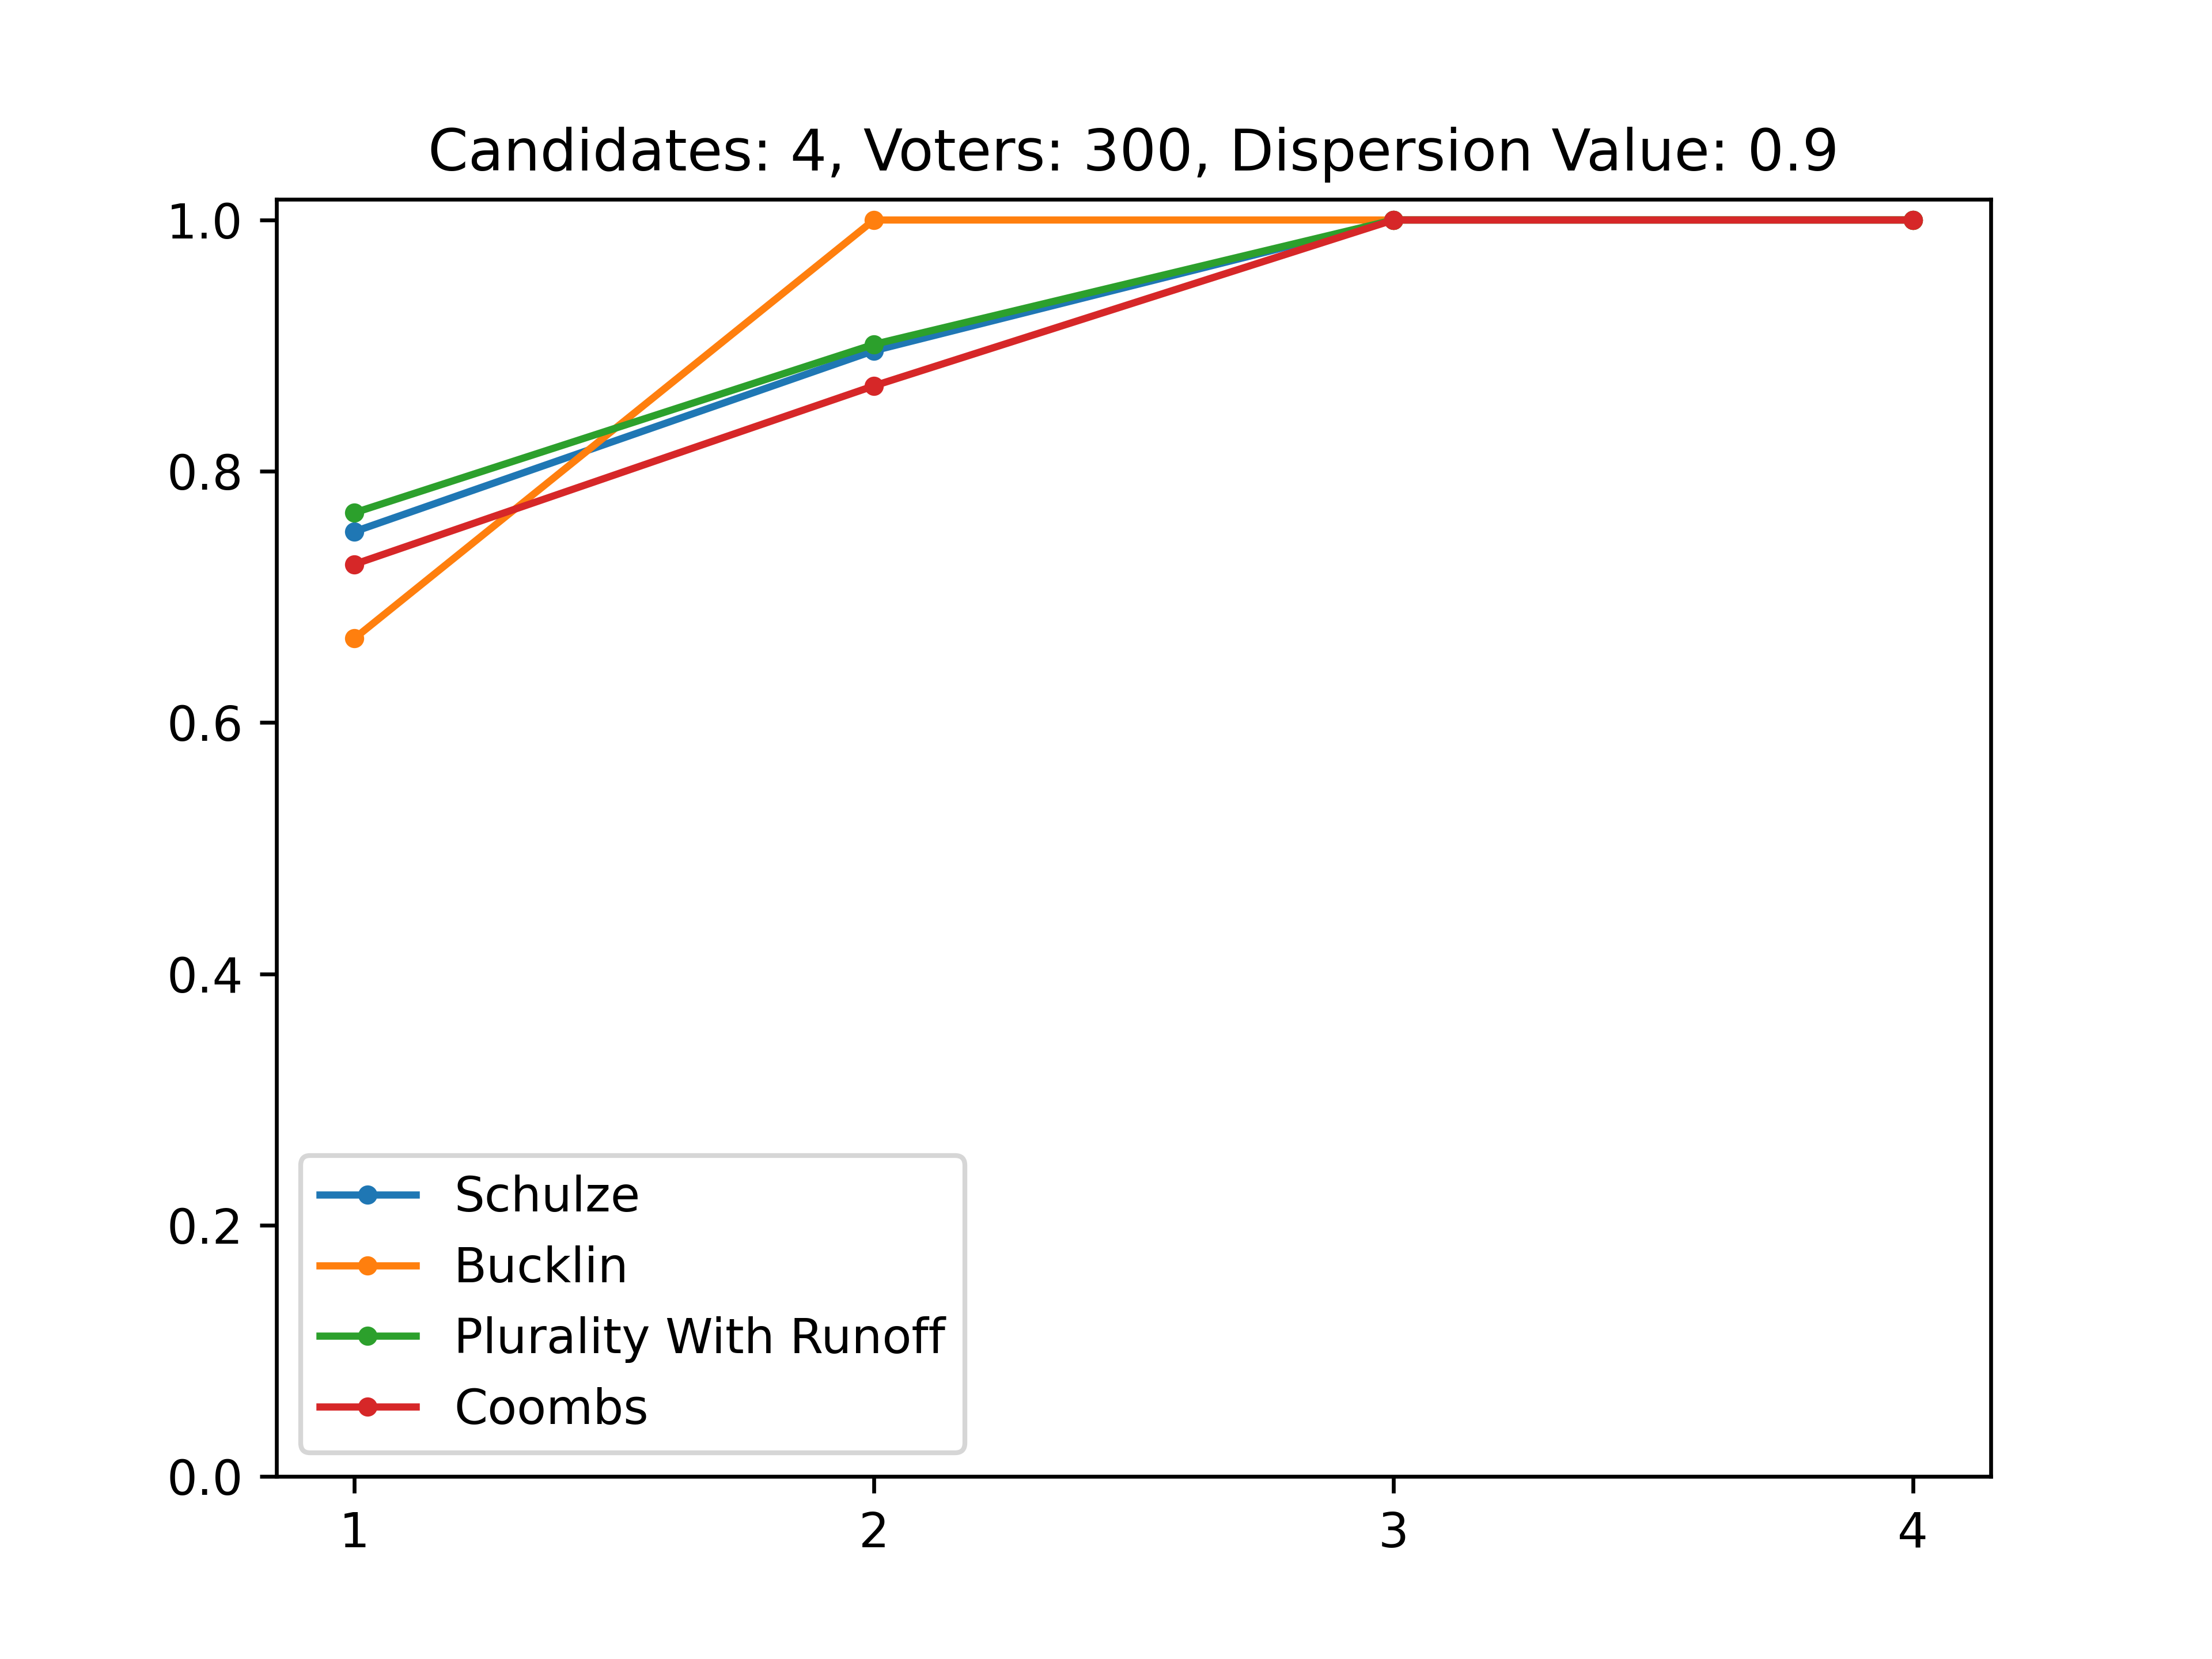 Candidates: 4, Voters: 300, Dispersion Value: 0.9
1.0
0.8
0.6
0.4
0.2
0.0
Schulze
Bucklin
Plurality With Runoff
Coombs
1 2 3 4